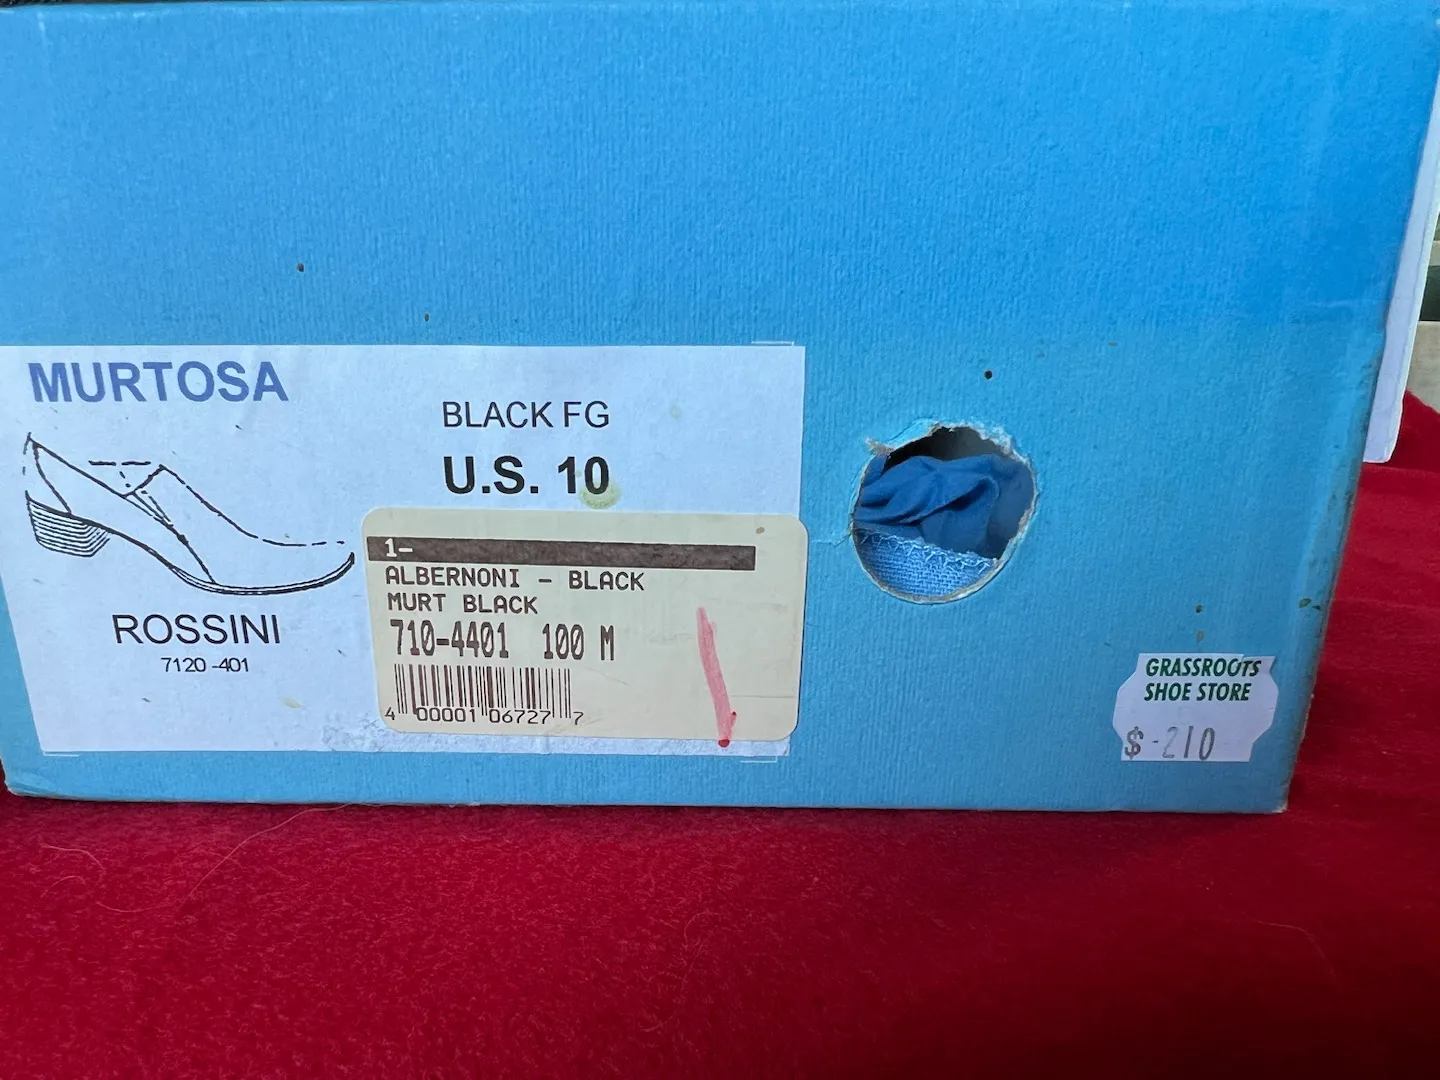 MURTOSA
BLACK FG
U.S. 10
ROSSINI
7120 -401
1-
ALBERNONI - BLACK
MURT BLACK
710-4401 100 M
4 00001 06727 7
GRASSROOTS
SHOE STORE
$ -210